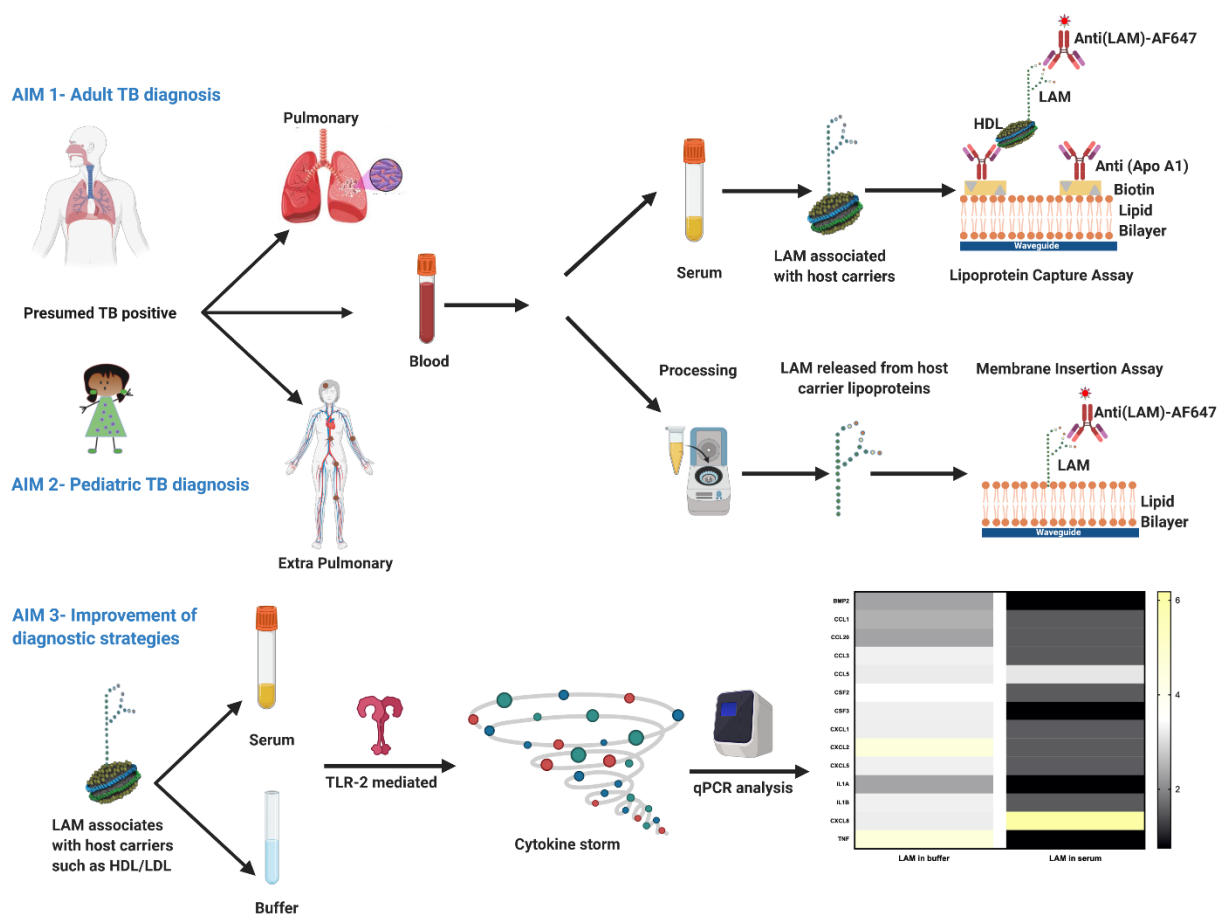 AIM 1- Adult TB diagnosis
Pulmonary
Presumed TB positive
Blood
AIM 2- Pediatric TB diagnosis
Extra Pulmonary
Serum
LAM associated
with host carriers
Anti(LAM)-AF647
LAM
HDL
Anti (Apo A1)
Biotin
Lipid
Bilayer
Waveguide
Lipoprotein Capture Assay
Processing
LAM released from host
carrier lipoproteins
Membrane Insertion Assay
Anti(LAM)-AF647
LAM
Lipid
Bilayer
Waveguide
AIM 3- Improvement of
diagnostic strategies
LAM associates
with host carriers
such as HDL/LDL
Serum
Buffer
TLR-2 mediated
Cytokine storm
qPCR analysis
BMP2
CCL1
CCL20
CCL3
CCL5
CSF2
CSF3
CXCL1
CXCL2
CXCL5
IL1A
IL1B
CXCL8
TNF
LAM in buffer
LAM in serum
6
4
2